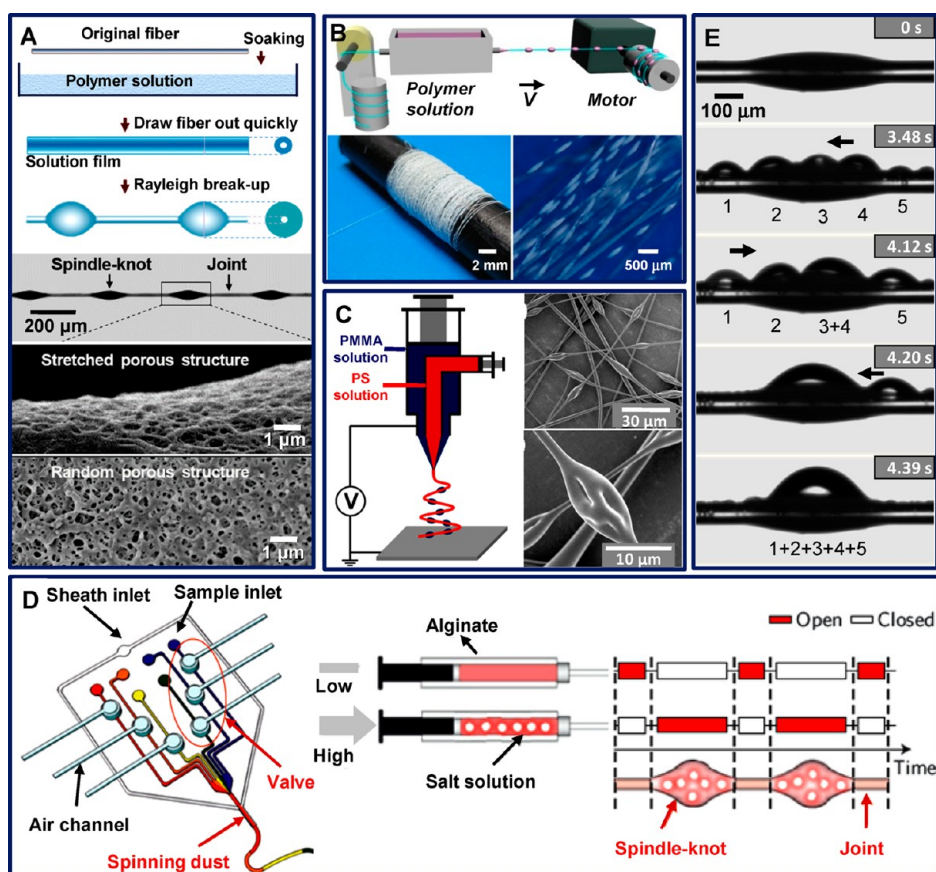 A
Original fiber
Soaking
Polymer solution
Draw fiber out quickly
Solution film
Rayleigh break-up
Spindle-knot
Joint
200 µm
Stretched porous structure
1 µm
Random porous structure
1 µm
B
Polymer
solution
V
Motor
2 mm
500 µm
C
PMMA
solution
PS
solution
V
30 µm
10 µm
E
0 s
100 µm
3.48 s
1 2 3 4 5
4.12 s
1 2 3+4 5
4.20 s
4.39 s
1+2+3+4+5
D
Sheath inlet
Sample inlet
Valve
Air channel
Spinning dust
Alginate
Low
High
Salt solution
Open Closed
Time
Spindle-knot
Joint